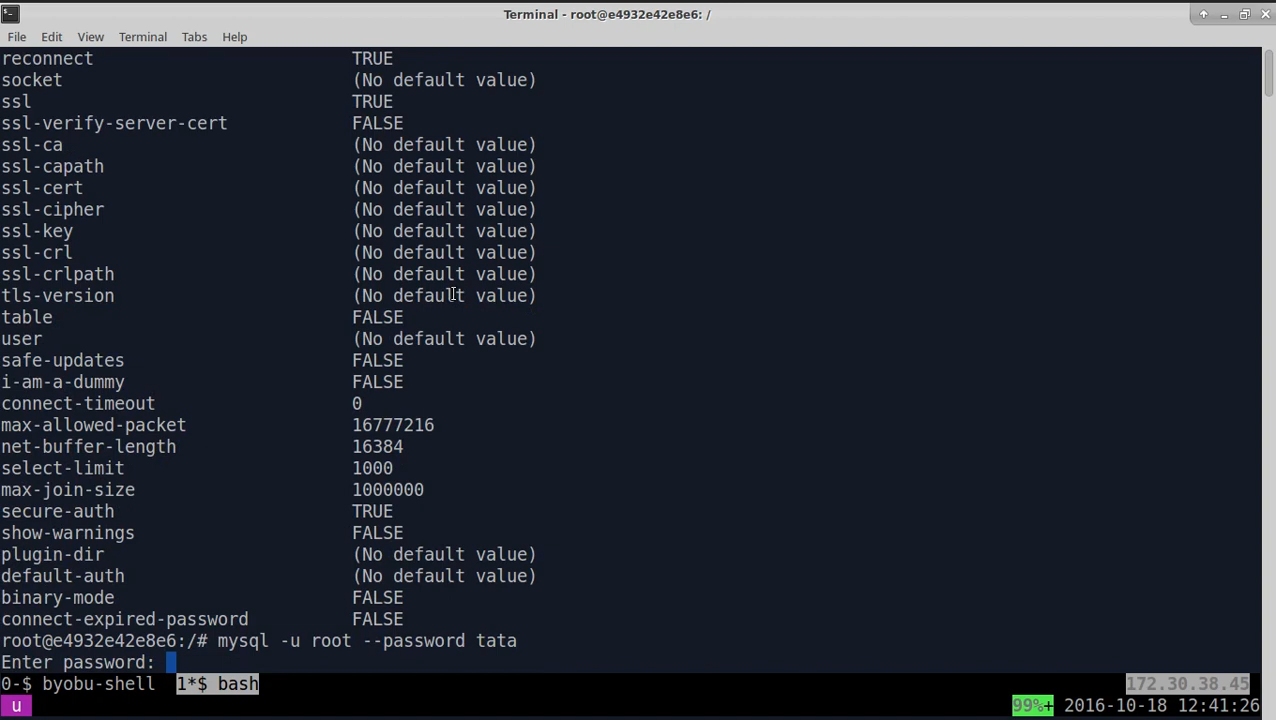 Terminal - root@e4932e42e8e6: /
File Edit View Terminal Tabs Help
reconnect TRUE
socket (No default value)
ssl TRUE
ssl-verify-server-cert FALSE
ssl-ca (No default value)
ssl-capath (No default value)
ssl-cert (No default value)
ssl-cipher (No default value)
ssl-key (No default value)
ssl-crl (No default value)
ssl-crlpath (No default value)
tls-version (No default value)
table FALSE
user (No default value)
safe-updates FALSE
i-am-a-dummy FALSE
connect-timeout 0
max-allowed-packet 16777216
net-buffer-length 16384
select-limit 1000
max-join-size 1000000
secure-auth TRUE
show-warnings FALSE
plugin-dir (No default value)
default-auth (No default value)
binary-mode FALSE
connect-expired-password FALSE
root@e4932e42e8e6:/# mysql -u root --password tata
Enter password:
0-$ byobu-shell 1*$ bash 172.30.38.45
u 99%+ 2016-10-18 12:41:26